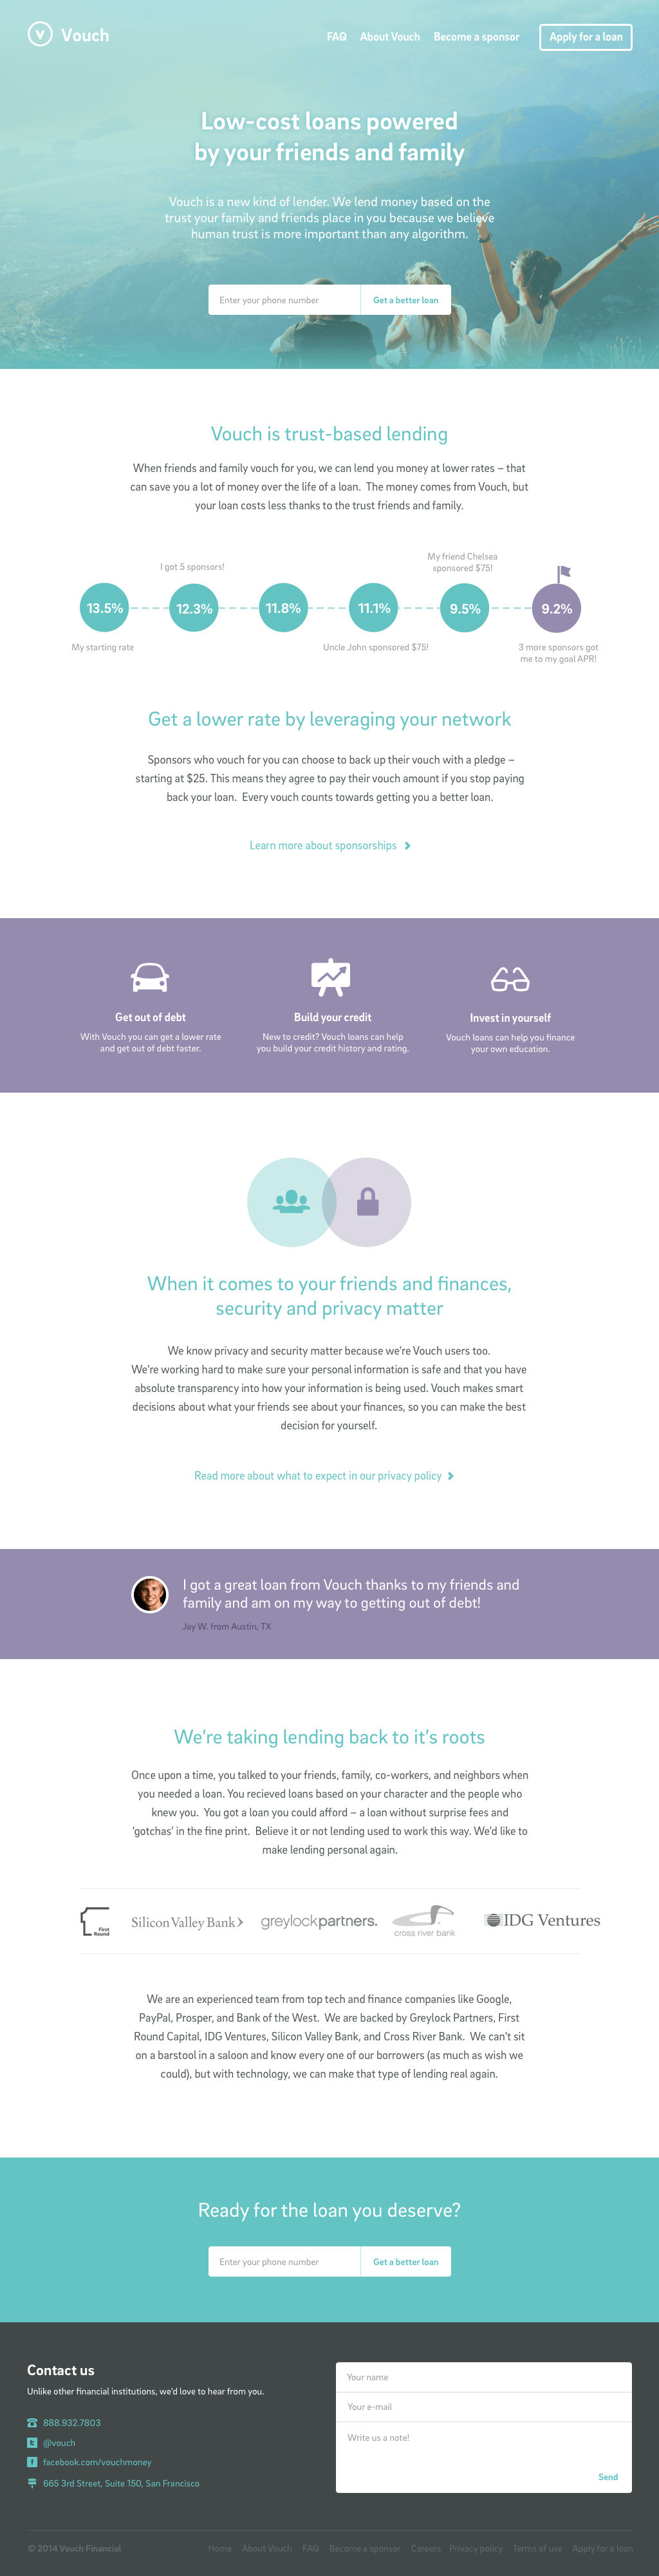 Vouch
FAQ About Vouch Become a sponsor Apply for a loan
Low-cost loans powered
by your friends and family
Vouch is a new kind of lender. We lend money based on the
trust your family and friends place in you because we believe
human trust is more important than any algorithm.
Enter your phone number Get a better loan
Vouch is trust-based lending
When friends and family vouch for you, we can lend you money at lower rates – that
can save you a lot of money over the life of a loan. The money comes from Vouch, but
your loan costs less thanks to the trust friends and family.
My friend Chelsea
sponsored $75!
I got 5 sponsors!
13.5% 12.3% 11.8% 11.1% 9.5% 9.2%
My starting rate
Uncle John sponsored $75!
3 more sponsors got
me to my goal APR!
Get a lower rate by leveraging your network
Sponsors who vouch for you can choose to back up their vouch with a pledge –
starting at $25. This means they agree to pay their vouch amount if you stop paying
back your loan. Every vouch counts towards getting you a better loan.
Learn more about sponsorships
Get out of debt
With Vouch you can get a lower rate
and get out of debt faster.
Build your credit
New to credit? Vouch loans can help
you build your credit history and rating.
Invest in yourself
Vouch loans can help you finance
your own education.
When it comes to your friends and finances,
security and privacy matter
We know privacy and security matter because we're Vouch users too.
We're working hard to make sure your personal information is safe and that you have
absolute transparency into how your information is being used. Vouch makes smart
decisions about what your friends see about your finances, so you can make the best
decision for yourself.
Read more about what to expect in our privacy policy
I got a great loan from Vouch thanks to my friends and
family and am on my way to getting out of debt!
Jay W. from Austin, TX
We're taking lending back to it's roots
Once upon a time, you talked to your friends, family, co-workers, and neighbors when
you needed a loan. You recieved loans based on your character and the people who
knew you. You got a loan you could afford – a loan without surprise fees and
'gotchas' in the fine print. Believe it or not lending used to work this way. We'd like to
make lending personal again.
First
Round
Silicon Valley Bank
greylockpartners.
cross river bank
IDG Ventures
We are an experienced team from top tech and finance companies like Google,
PayPal, Prosper, and Bank of the West. We are backed by Greylock Partners, First
Round Capital, IDG Ventures, Silicon Valley Bank, and Cross River Bank. We can't sit
on a barstool in a saloon and know every one of our borrowers (as much as wish we
could), but with technology, we can make that type of lending real again.
Ready for the loan you deserve?
Enter your phone number Get a better loan
Contact us
Unlike other financial institutions, we'd love to hear from you.
888.932.7803
@vouch
facebook.com/vouchmoney
665 3rd Street, Suite 150, San Francisco
Your name
Your e-mail
Write us a note!
Send
© 2014 Vouch Financial
Home About Vouch FAQ Become a sponsor Careers Privacy policy Terms of use Apply for a loan